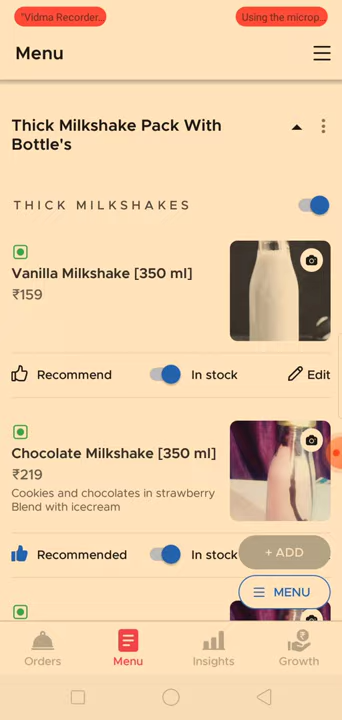 "Vidma Recorder...
Using the microp...
Menu
Thick Milkshake Pack With
Bottle's
THICK MILKSHAKES
Vanilla Milkshake [350 ml]
₹159
Recommend
In stock
Edit
Chocolate Milkshake [350 ml]
₹219
Cookies and chocolates in strawberry
Blend with icecream
Recommended
In stock
+ ADD
MENU
Orders
Menu
Insights
Growth